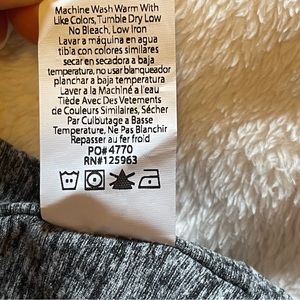 Machine Wash Warm With
Like Colors, Tumble Dry Low
No Bleach, Low Iron
Lavar a máquina en agua
tibia con colores similares
secar en secadora a baja
temperatura, no usar blanqueador
planchar a baja temperatura
Laver a la Machine a l'eau
Tiède Avec Des Vetements
de Couleurs Similaires, Sécher
Par Culbutage a Basse
Temperature, Ne Pas Blanchir
Repasser au fer froid
PO#4770
RN#125963